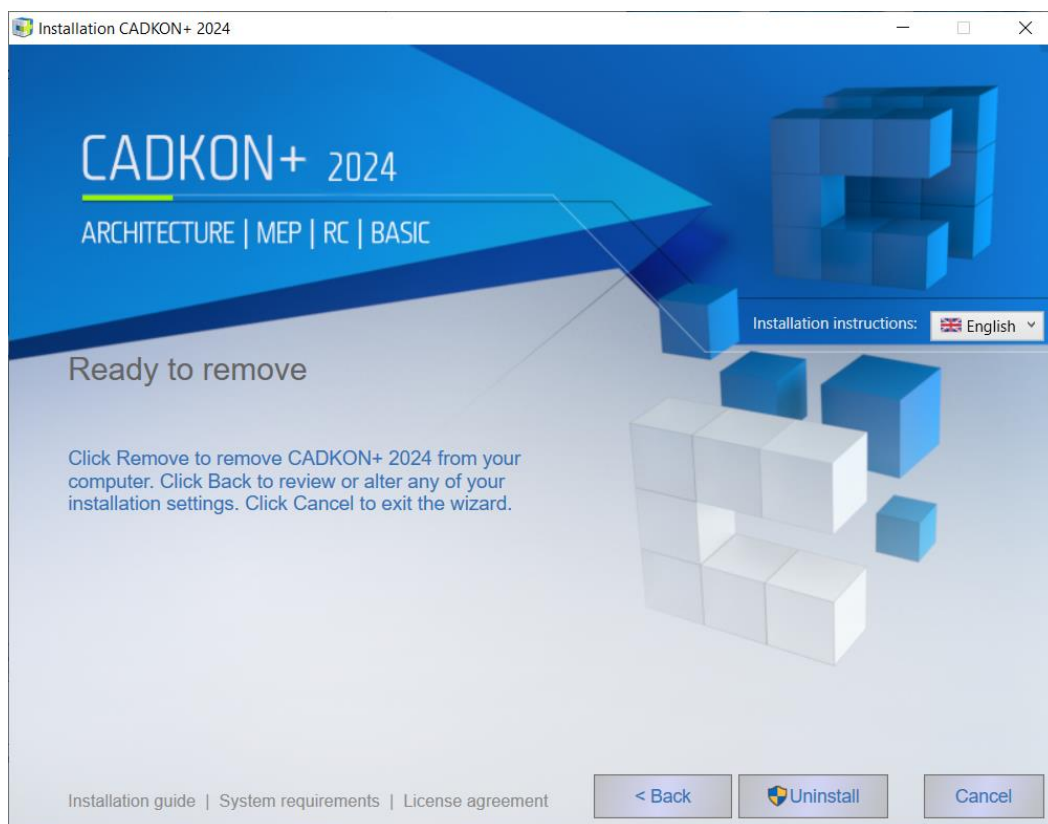 Installation CADKON+ 2024
CADKON+ 2024
ARCHITECTURE | MEP | RC | BASIC
Installation instructions: English
Ready to remove
Click Remove to remove CADKON+ 2024 from your
computer. Click Back to review or alter any of your
installation settings. Click Cancel to exit the wizard.
Installation guide | System requirements | License agreement
< Back Uninstall Cancel